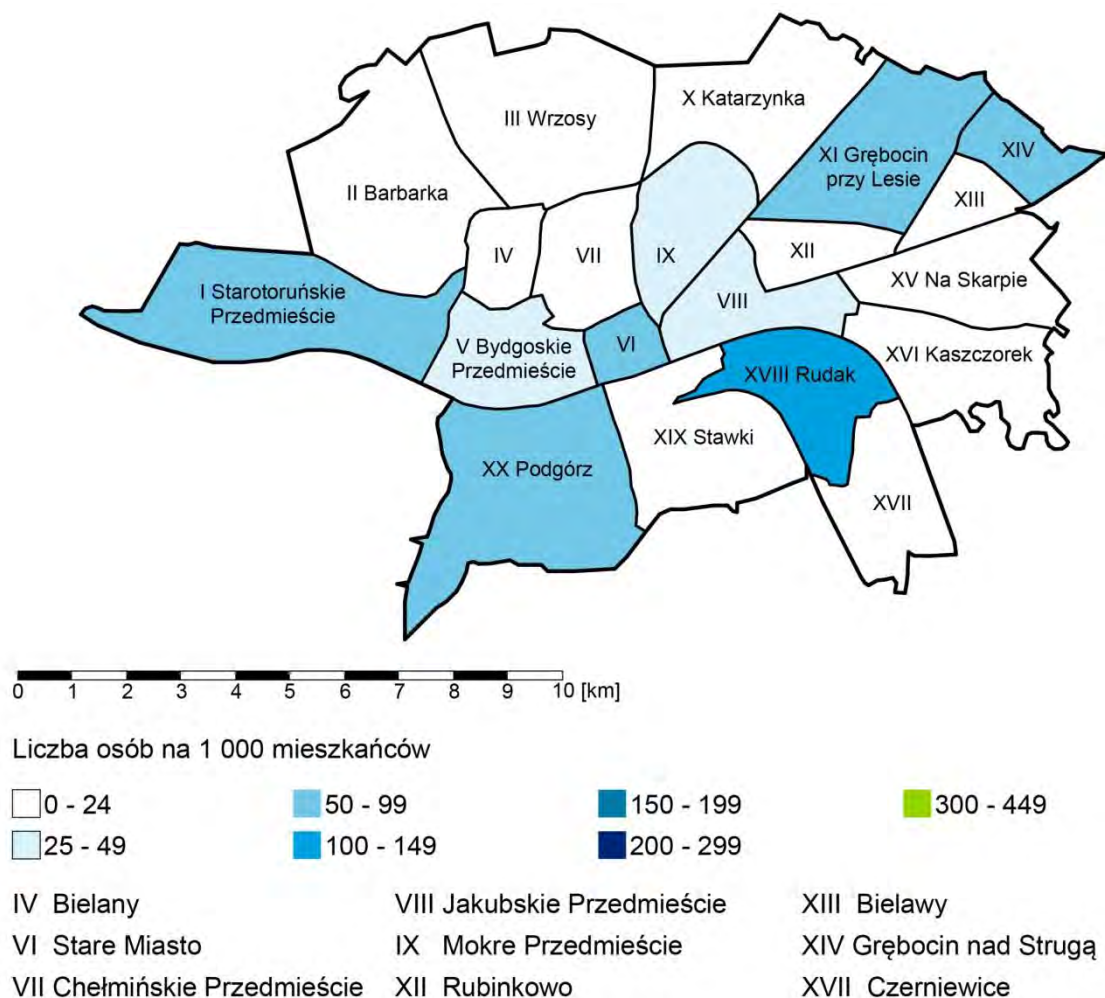 III Wrzosy
X Katarzynka
XI Grębocin
przy Lesie
XIV
II Barbarka
XIII
IV
VII
IX
XII
XV Na Skarpie
I Starotoruńskie
Przedmieście
VIII
V Bydgoskie
Przedmieście
VI
XVI Kaszczorek
XVIII Rudak
XIX Stawki
XX Podgórz
XVII
0 1 2 3 4 5 6 7 8 9 10 [km]
Liczba osób na 1 000 mieszkańców
0 - 24 50 - 99 150 - 199 300 - 449
25 - 49 100 - 149 200 - 299
IV Bielany VIII Jakubskie Przedmieście XIII Bielawy
VI Stare Miasto IX Mokre Przedmieście XIV Grębocin nad Strugą
VII Chełmińskie Przedmieście XII Rubinkowo XVII Czerniewice